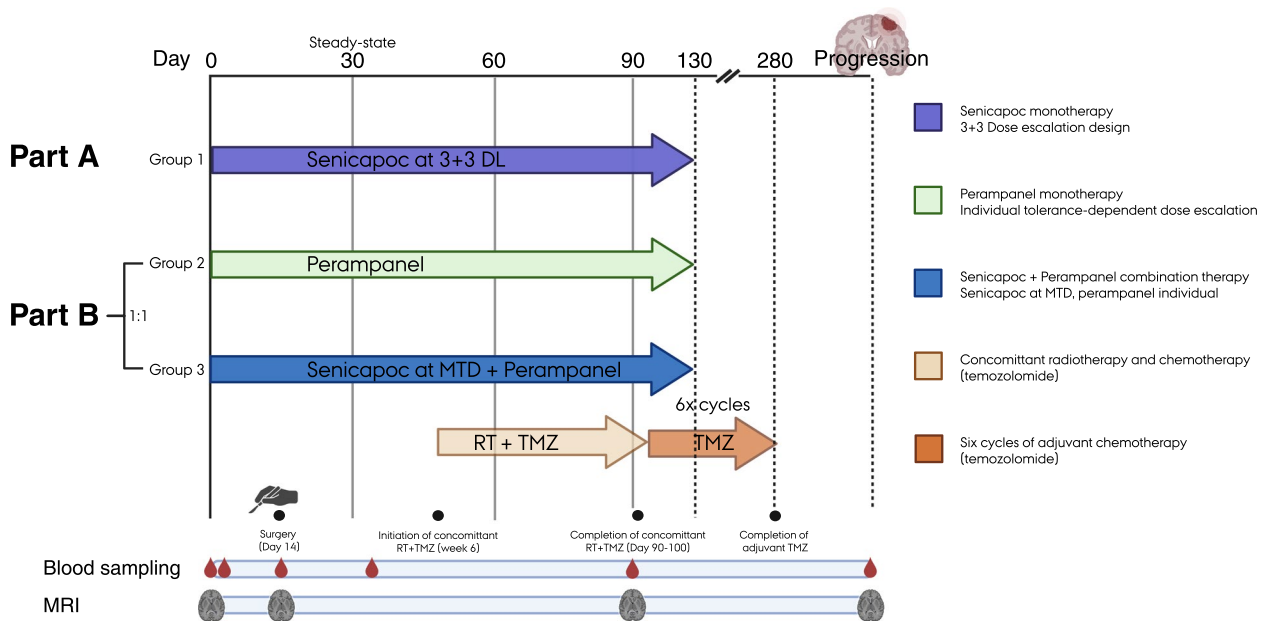 Steady-state
Day 0 30 60 90 130 280 Progression
Senicapoc monotherapy
3+3 Dose escalation design
Part A
Group 1
Senicapoc at 3+3 DL
Perampanel monotherapy
Individual tolerance-dependent dose escalation
Group 2
Perampanel
Part B
1:1
Senicapoc + Perampanel combination therapy
Senicapoc at MTD, perampanel individual
Group 3
Senicapoc at MTD + Perampanel
Concomittant radiotherapy and chemotherapy
(temozolomide)
6x cycles
RT + TMZ
TMZ
Six cycles of adjuvant chemotherapy
(temozolomide)
Surgery
(Day 14)
Initiation of concomittant
RT+TMZ (week 6)
Completion of concomittant
RT+TMZ (Day 90-100)
Completion of
adjuvant TMZ
Blood sampling
MRI